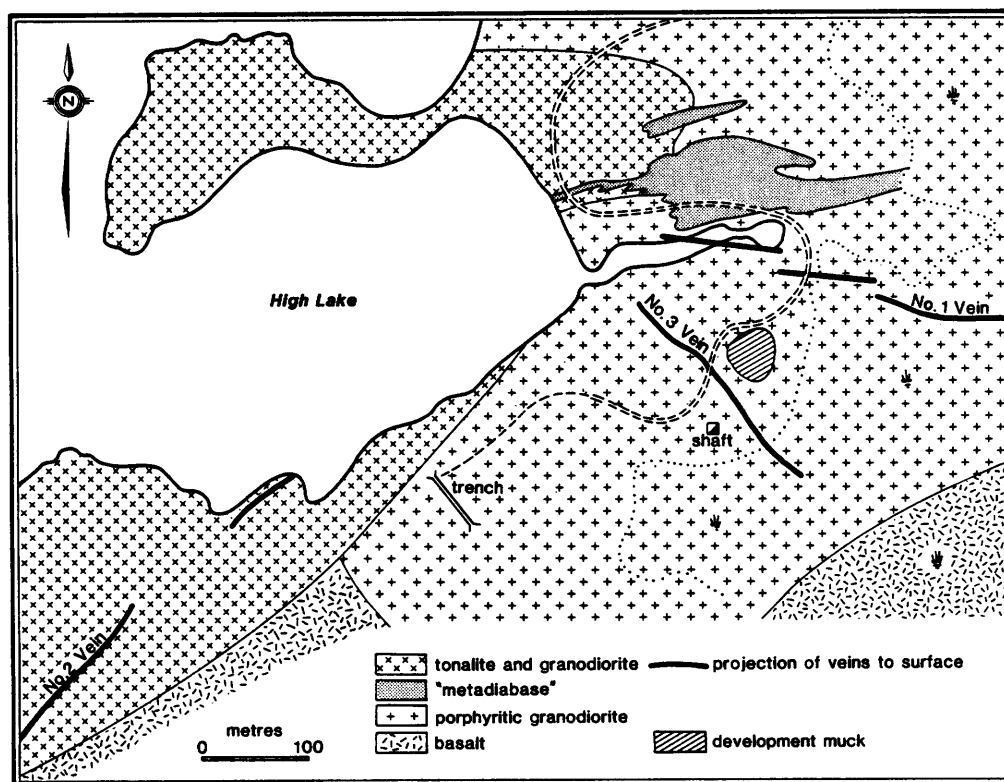 N
High Lake
No. 1 Vein
No. 3 Vein
shaft
trench
No. 2 Vein
tonalite and granodiorite
projection of veins to surface
"metadiabase"
porphyritic granodiorite
basalt
development muck
metres
0 100